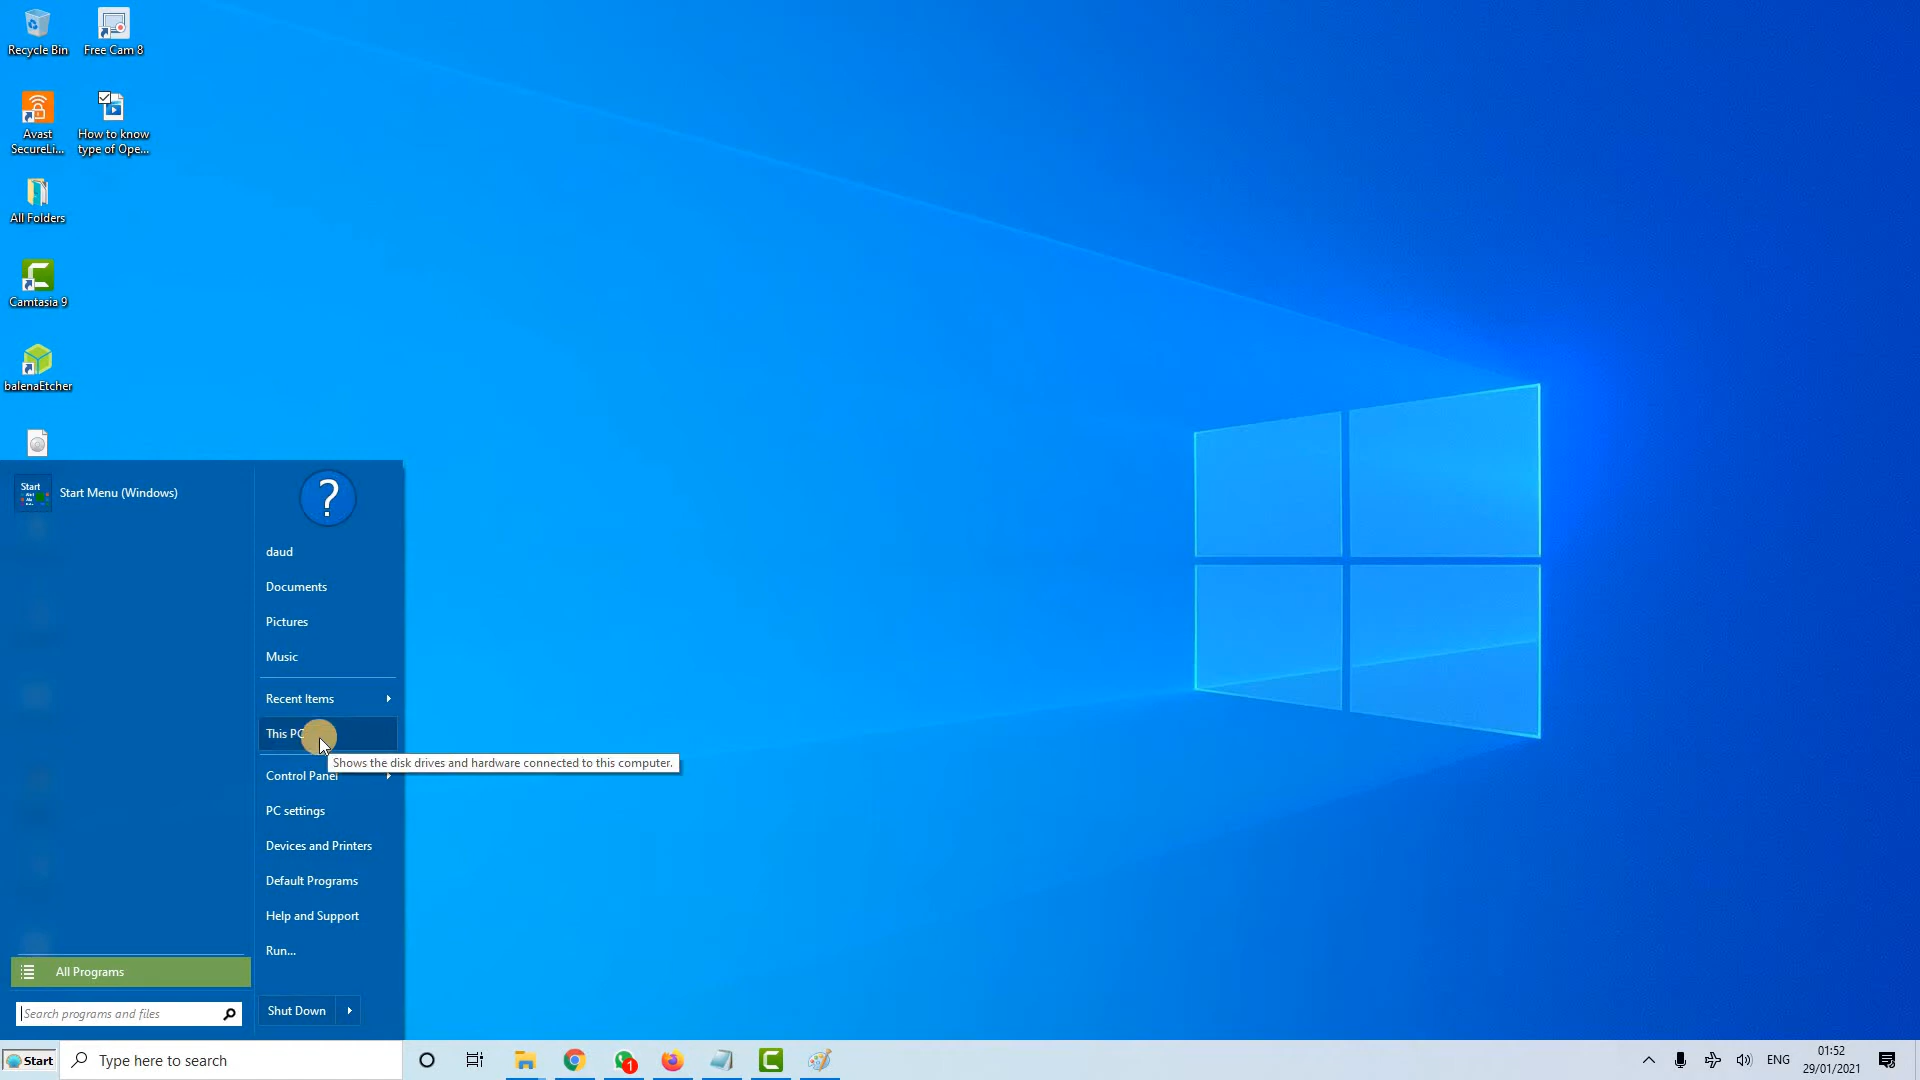 Recycle Bin
Free Cam 8
Avast
SecureLi...
How to know
type of Ope...
All Folders
Camtasia 9
balenaEtcher
Start
Start Menu (Windows)
?
daud
Documents
Pictures
Music
Recent Items
This PC
Shows the disk drives and hardware connected to this computer.
Control Panel
PC settings
Devices and Printers
Default Programs
Help and Support
Run...
All Programs
Search programs and files
Shut Down
Start
Type here to search
1
ENG
01:52
29/01/2021